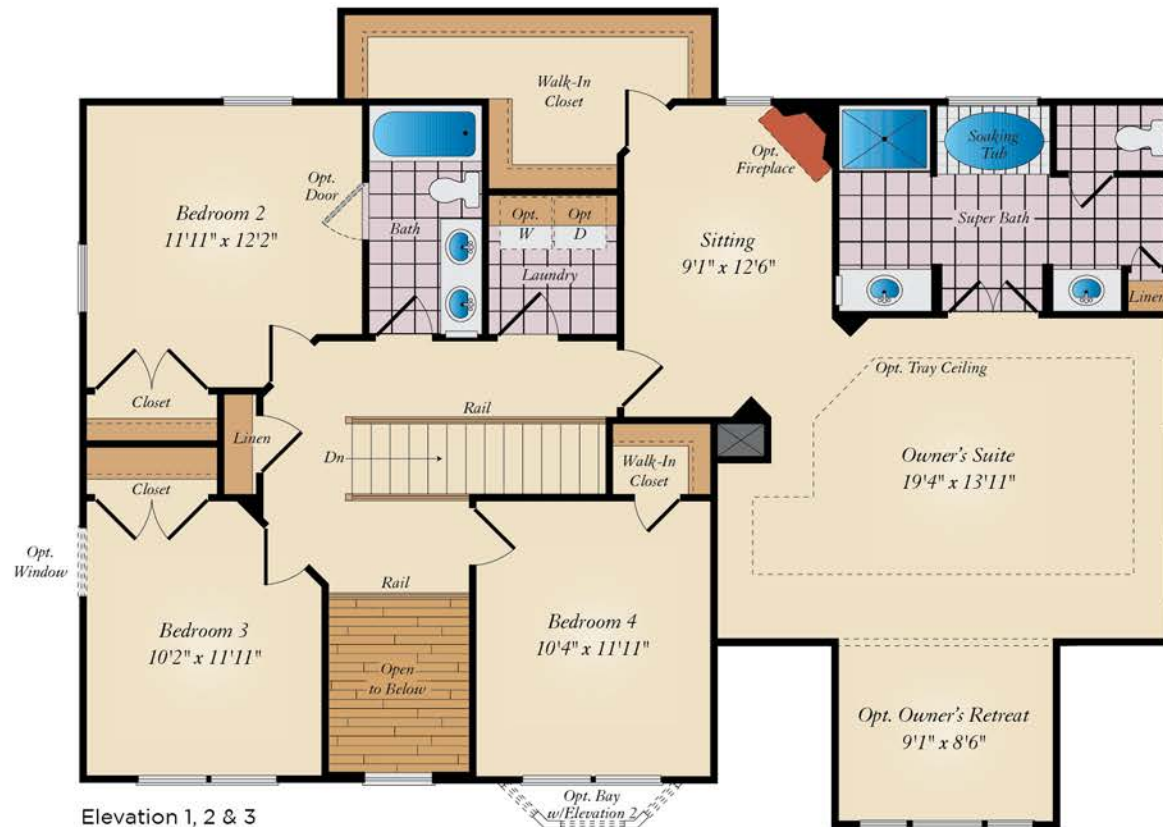 Walk-In
Closet
Opt.
Fireplace
Soaking
Tub
Opt.
Door
Bedroom 2
11'11" x 12'2"
Bath
Opt.
W
Opt
D
Laundry
Sitting
9'1" x 12'6"
Super Bath
Linen
Closet
Linen
Rail
Dn
Walk-In
Closet
Opt. Tray Ceiling
Owner's Suite
19'4" x 13'11"
Closet
Opt.
Window
Rail
Bedroom 3
10'2" x 11'11"
Open
to Below
Bedroom 4
10'4" x 11'11"
Opt. Owner's Retreat
9'1" x 8'6"
Opt. Bay
w/Elevation 2
Elevation 1, 2 & 3